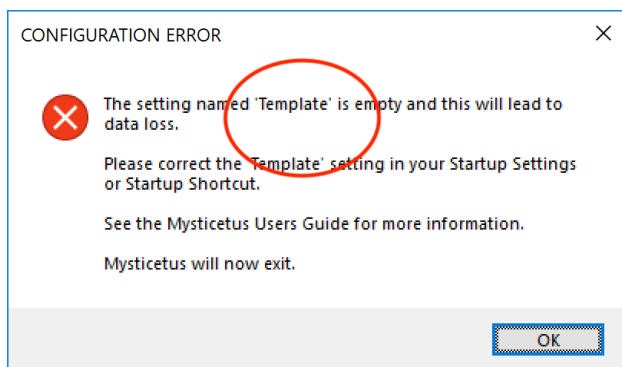 CONFIGURATION ERROR
The setting named 'Template' is empty and this will lead to
data loss.
Please correct the 'Template' setting in your Startup Settings
or Startup Shortcut.
See the Mysticetus Users Guide for more information.
Mysticetus will now exit.
OK